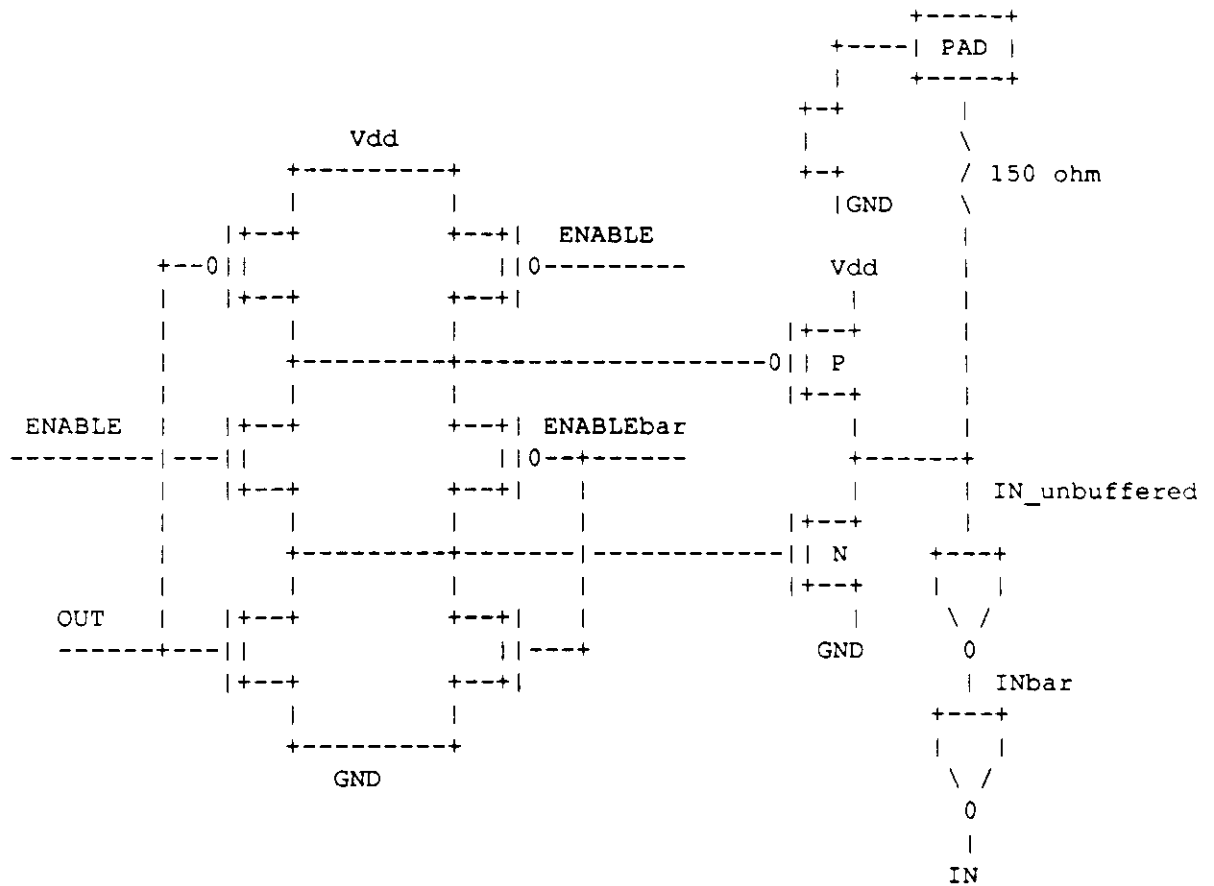 PAD
Vdd
150 ohm
GND
ENABLE
Vdd
P
ENABLE ENABLEbar
IN_unbuffered
N
OUT
GND
INbar
GND
IN